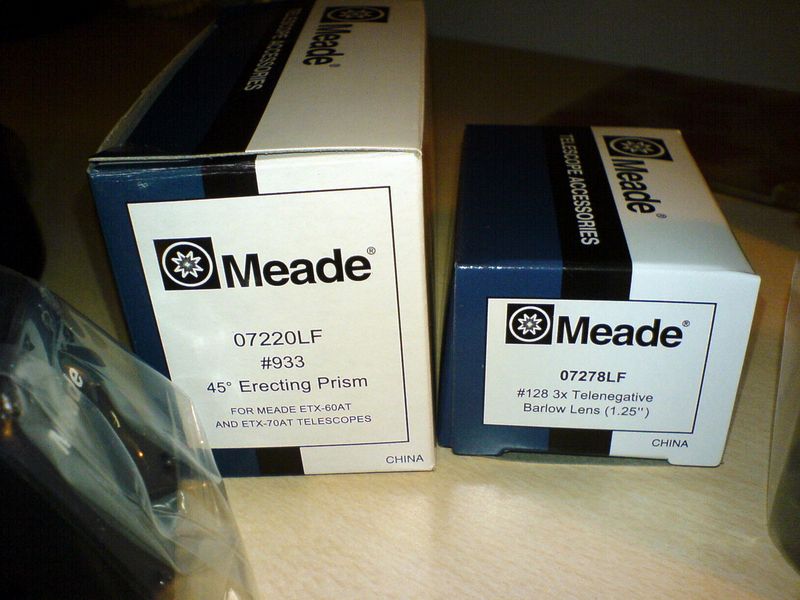 Meade®
TELESCOPE ACCESSORIES
Meade®
07220LF
#933
45° Erecting Prism
FOR MEADE ETX-60AT
AND ETX-70AT TELESCOPES
CHINA
Meade®
TELESCOPE ACCESSORIES
Meade®
07278LF
#128 3x Telenegative
Barlow Lens (1.25")
CHINA